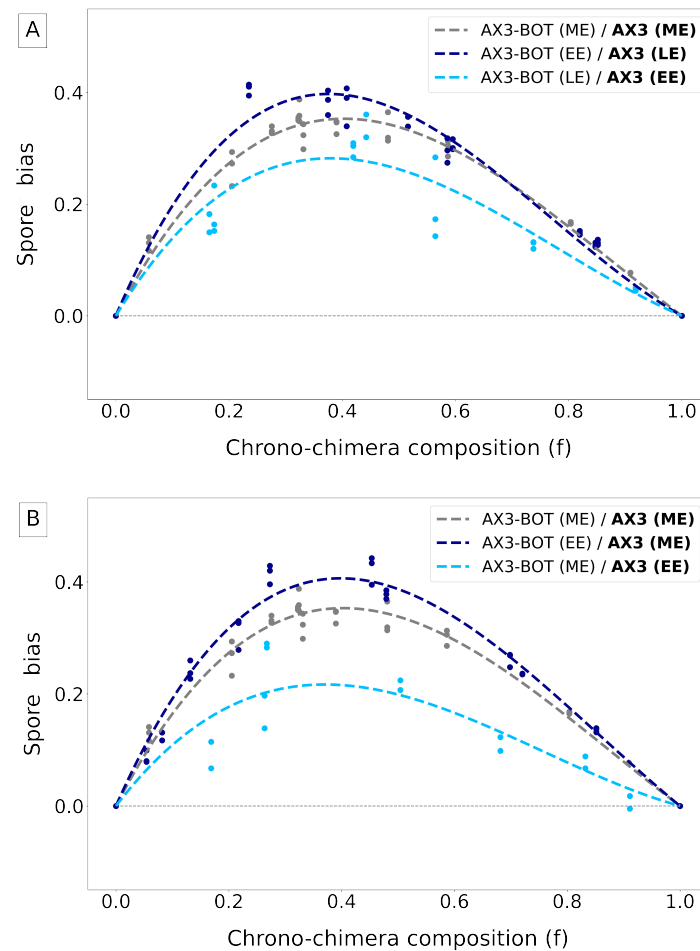 A
AX3-BOT (ME) / AX3 (ME)
AX3-BOT (EE) / AX3 (LE)
AX3-BOT (LE) / AX3 (EE)
0.4
0.2
0.0
Spore bias
0.0 0.2 0.4 0.6 0.8 1.0
Chrono-chimera composition (f)
B
AX3-BOT (ME) / AX3 (ME)
AX3-BOT (EE) / AX3 (ME)
AX3-BOT (ME) / AX3 (EE)
0.4
0.2
0.0
Spore bias
0.0 0.2 0.4 0.6 0.8 1.0
Chrono-chimera composition (f)